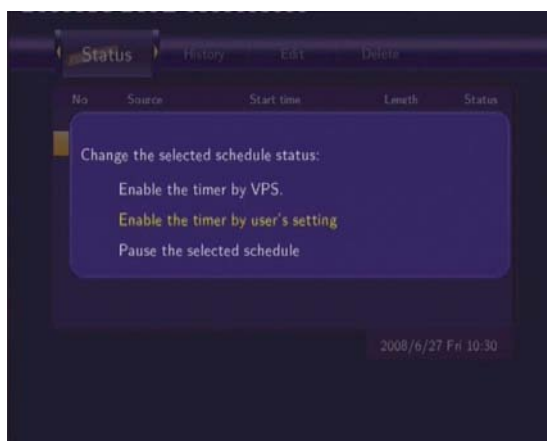 Status History Edit Delete
No Source Start time Length Status
Change the selected schedule status:
Enable the timer by VPS.
Enable the timer by user's setting
Pause the selected schedule
2008/6/27 Fri 10:30